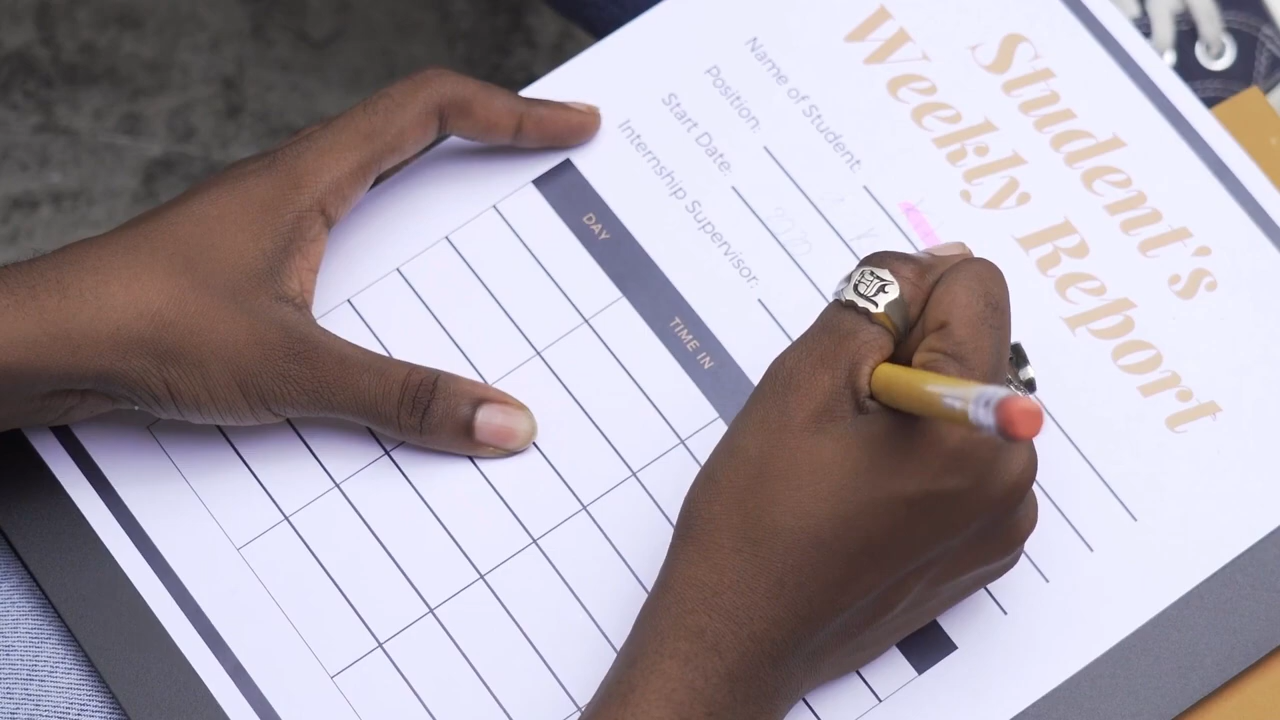 Student's
Weekly Report
Name of Student:
Position:
Start Date:
Internship Supervisor:
DAY
TIME IN